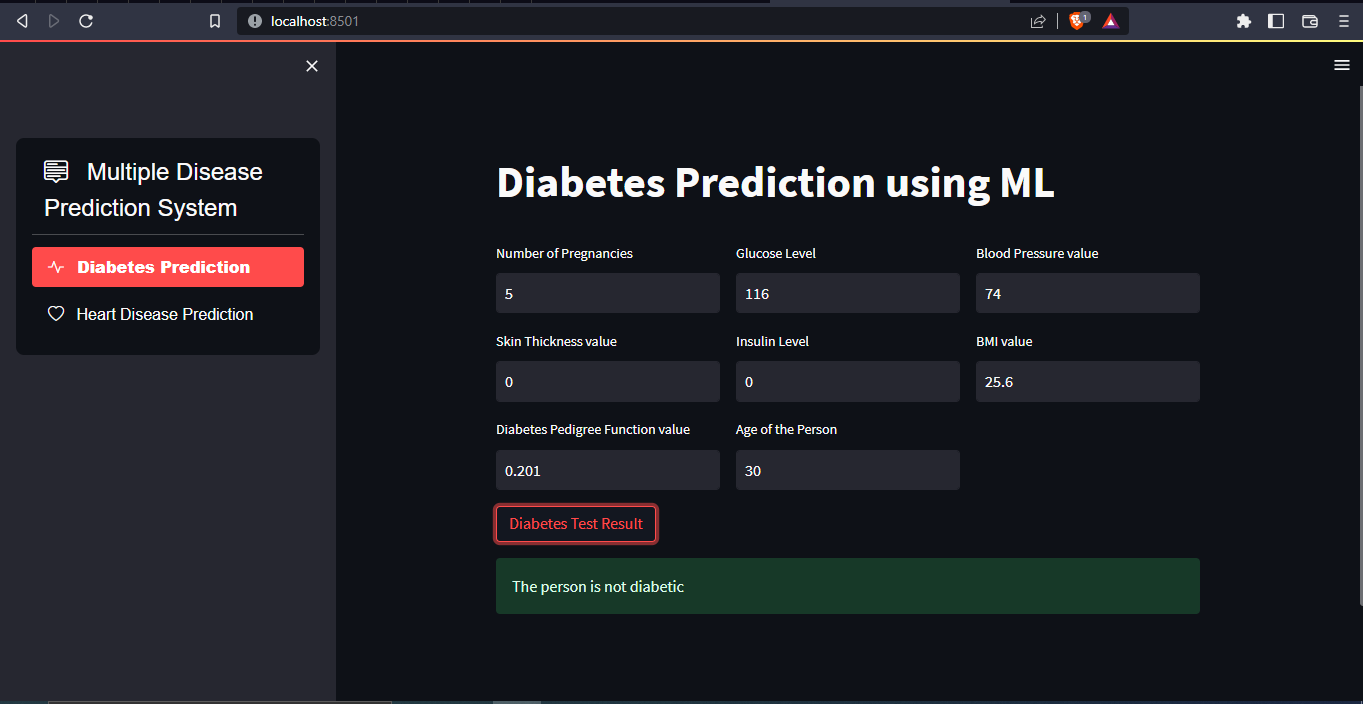 localhost:8501
1
Multiple Disease
Prediction System
Diabetes Prediction
Heart Disease Prediction
Diabetes Prediction using ML
Number of Pregnancies
Glucose Level
Blood Pressure value
5
116
74
Skin Thickness value
Insulin Level
BMI value
0
0
25.6
Diabetes Pedigree Function value
Age of the Person
0.201
30
Diabetes Test Result
The person is not diabetic